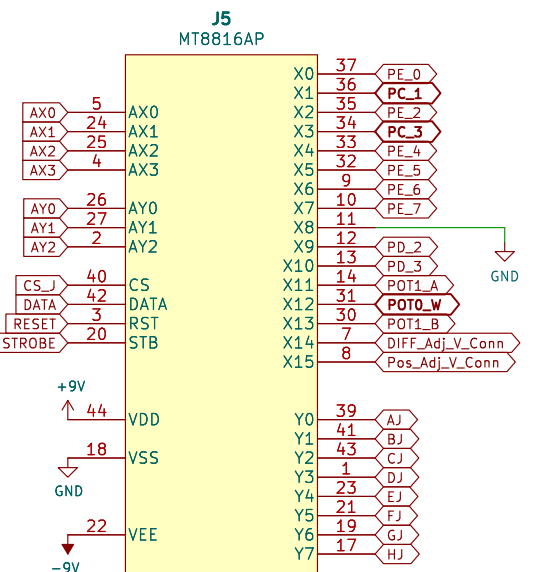 J5
MT8816AP
37
X0
PE_0
36
X1
PC_1
AX0
5
AX0
35
X2
PE_2
AX1
24
AX1
34
X3
PC_3
AX2
25
AX2
33
X4
PE_4
AX3
4
AX3
32
X5
PE_5
9
X6
PE_6
AY0
26
AY0
10
X7
PE_7
AY1
27
AY1
11
X8
AY2
2
AY2
12
X9
PD_2
GND
13
X10
PD_3
CS_J
40
CS
14
X11
POT1_A
DATA
42
DATA
31
X12
POT0_W
RESET
3
RST
30
X13
POT1_B
STROBE
20
STB
7
X14
DIFF_Adj_V_Conn
8
X15
Pos_Adj_V_Conn
+9V
44
VDD
39
Y0
AJ
41
Y1
BJ
18
VSS
43
Y2
CJ
GND
1
Y3
DJ
23
Y4
EJ
21
Y5
FJ
22
VEE
19
Y6
GJ
17
Y7
HJ
-9V